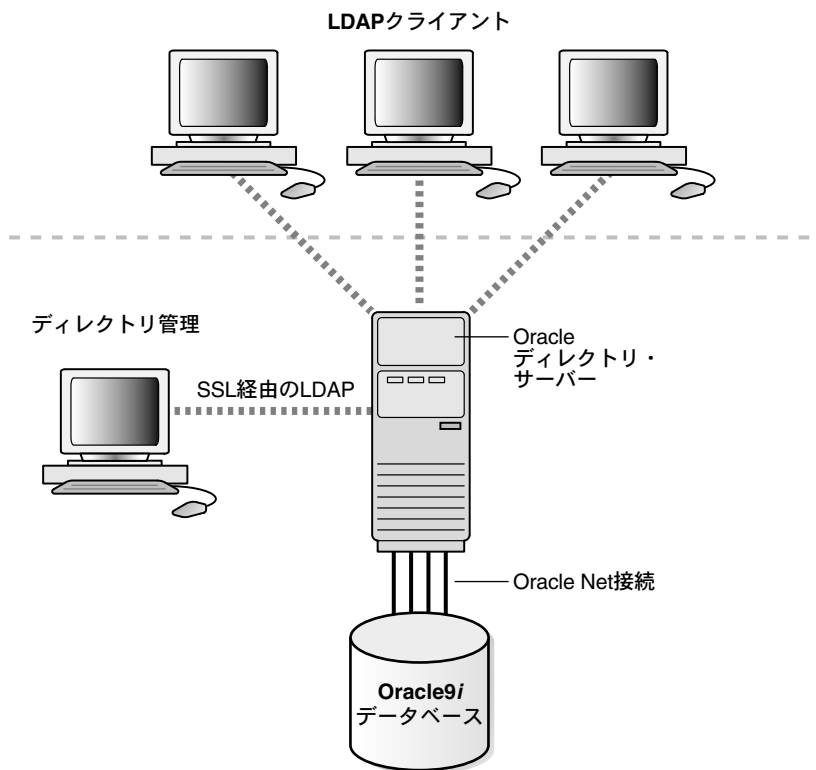 LDAPクライアント
ディレクトリ管理
SSL経由のLDAP
Oracle
ディレクトリ・
サーバー
Oracle Net接続
Oracle9i
データベース